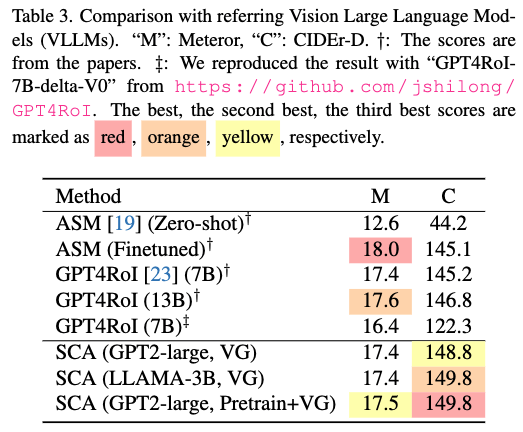 Table 3. Comparison with referring Vision Large Language Mod-
els (VLLMs). “M”: Meteror, “C”: CIDEr-D. †: The scores are
from the papers. ‡: We reproduced the result with “GPT4RoI-
7B-delta-V0” from https://github.com/jshilong/
GPT4RoI. The best, the second best, the third best scores are
marked as red, orange, yellow, respectively.
Method M C
ASM [19] (Zero-shot)† 12.6 44.2
ASM (Finetuned)† 18.0 145.1
GPT4RoI [23] (7B)† 17.4 145.2
GPT4RoI (13B)† 17.6 146.8
GPT4RoI (7B)‡ 16.4 122.3
SCA (GPT2-large, VG) 17.4 148.8
SCA (LLAMA-3B, VG) 17.4 149.8
SCA (GPT2-large, Pretrain+VG) 17.5 149.8